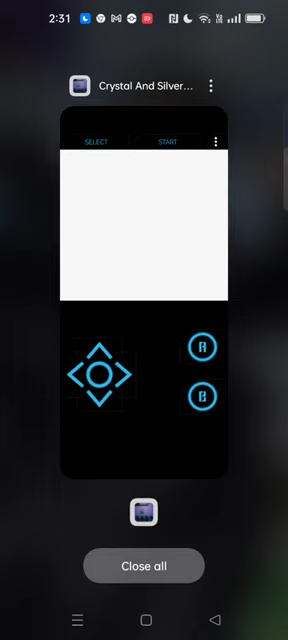 2:31
Crystal And Silver...
SELECT START
A
B
Close all